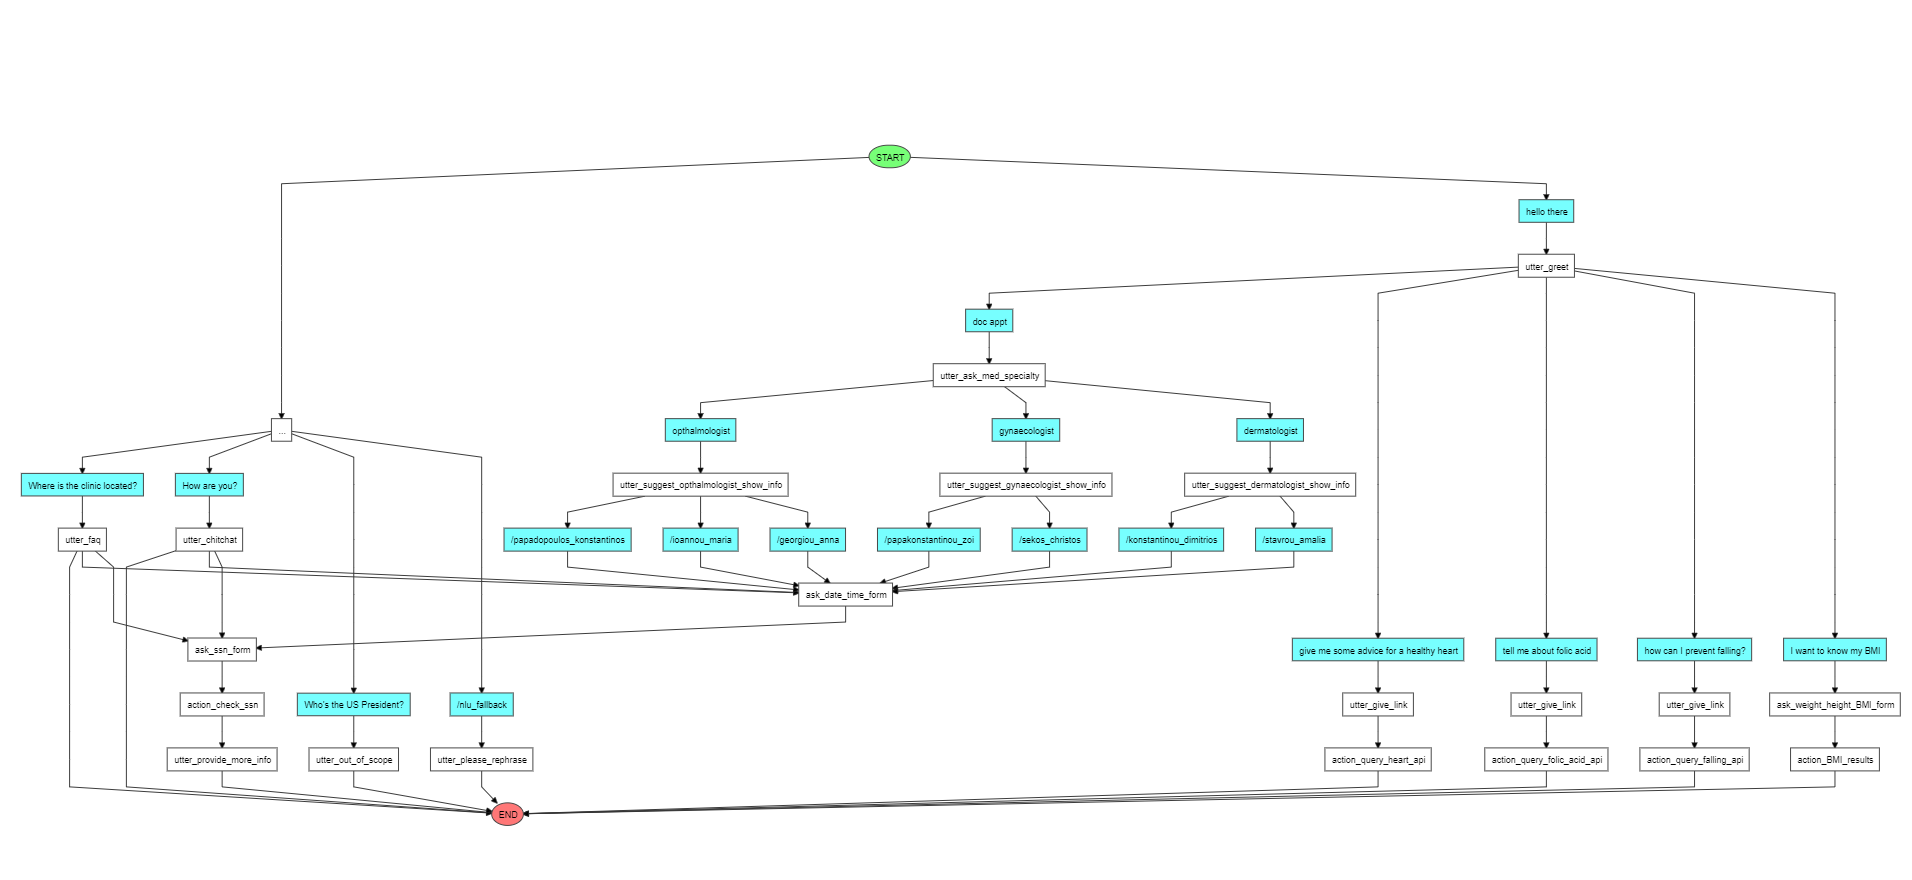 START
hello there
utter_greet
doc appt
utter_ask_med_specialty
...
opthalmologist
gynaecologist
dermatologist
Where is the clinic located?
How are you?
utter_suggest_opthalmologist_show_info
utter_suggest_gynaecologist_show_info
utter_suggest_dermatologist_show_info
utter_faq
utter_chitchat
/papadopoulos_konstantinos
/ioannou_maria
/georgiou_anna
/papakonstantinou_zoi
/sekos_christos
/konstantinou_dimitrios
/stavrou_amalia
ask_date_time_form
ask_ssn_form
give me some advice for a healthy heart
tell me about folic acid
how can I prevent falling?
I want to know my BMI
action_check_ssn
Who's the US President?
/nlu_fallback
utter_give_link
utter_give_link
utter_give_link
ask_weight_height_BMI_form
utter_provide_more_info
utter_out_of_scope
utter_please_rephrase
action_query_heart_api
action_query_folic_acid_api
action_query_falling_api
action_BMI_results
END